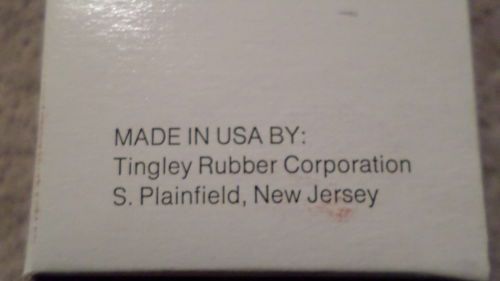 MADE IN USA BY:
Tingley Rubber Corporation
S. Plainfield, New Jersey